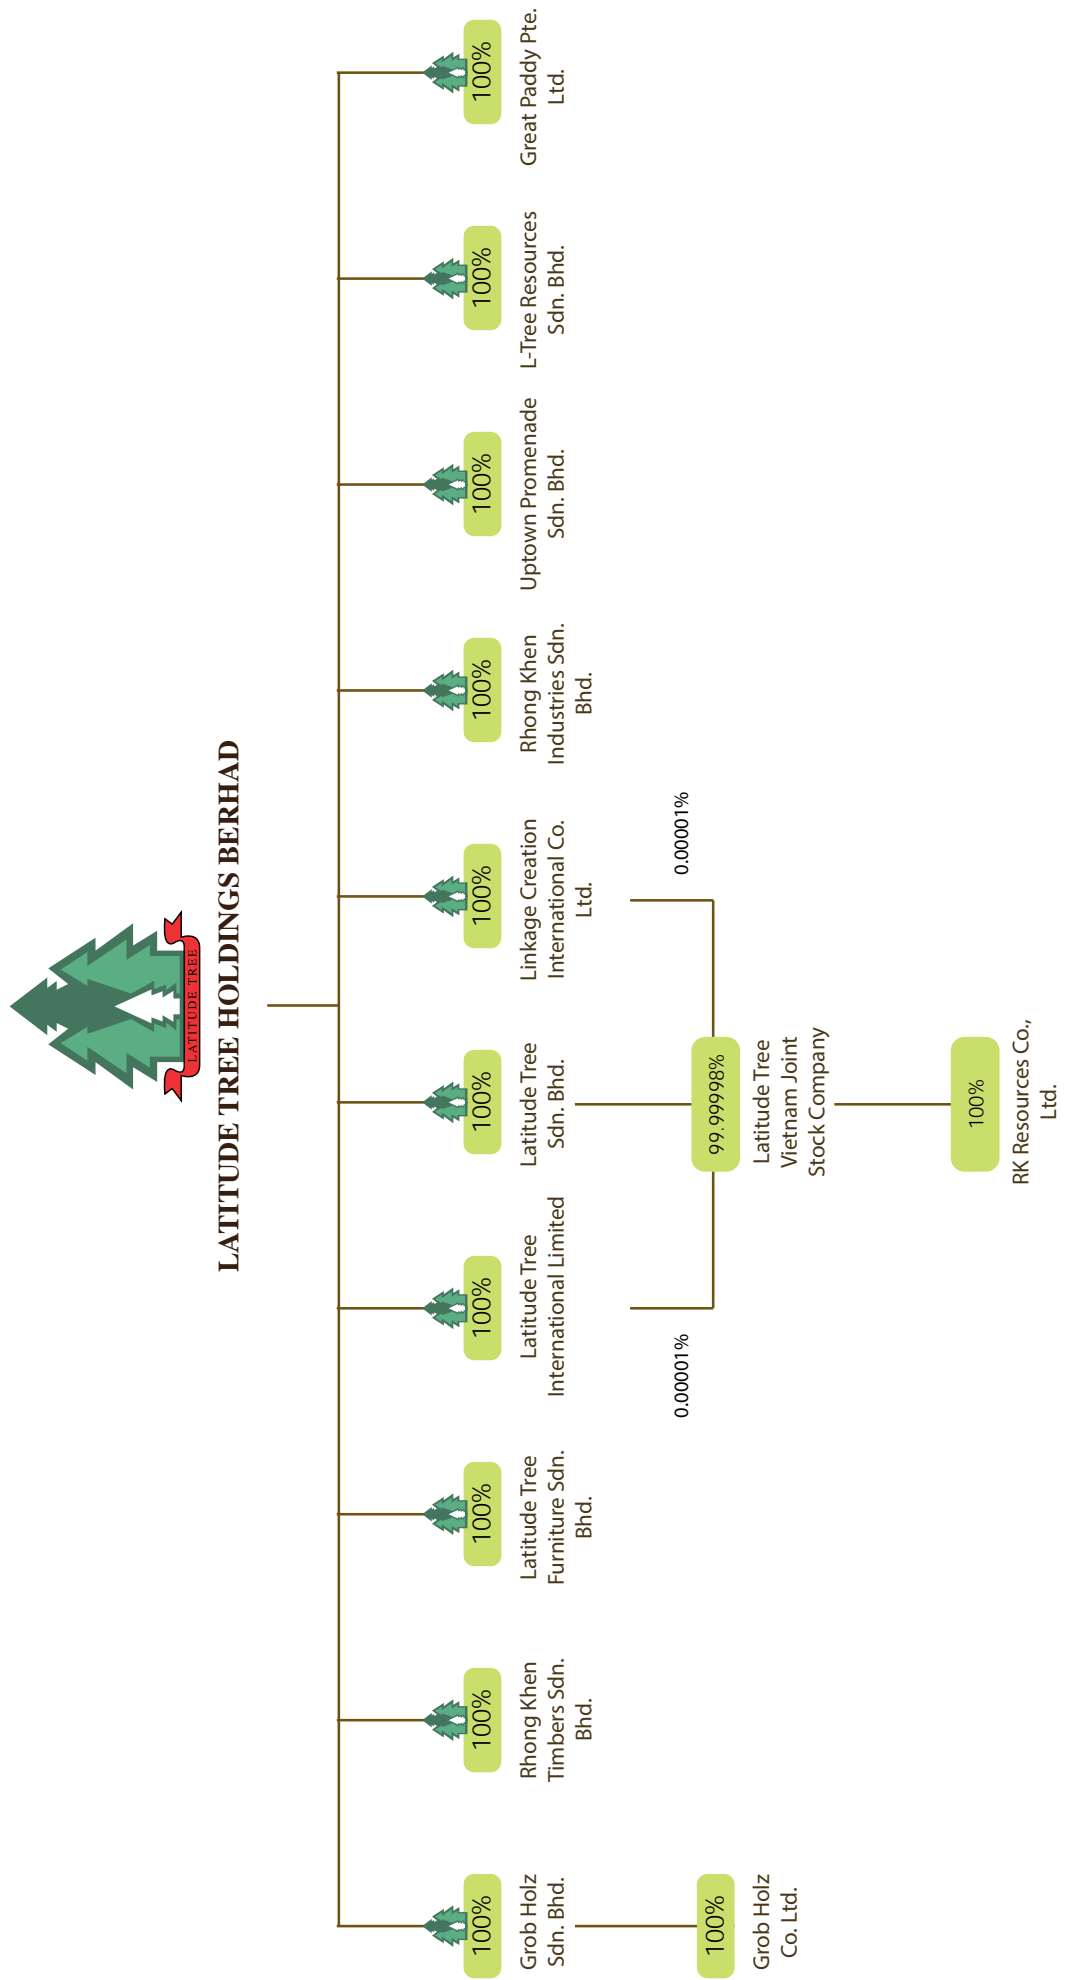 LATITUDE TREE
LATITUDE TREE HOLDINGS BERHAD
100%
Grob Holz
Sdn. Bhd.
100%
Rhong Khen
Timbers Sdn.
Bhd.
100%
Latitude Tree
Furniture Sdn.
Bhd.
100%
Latitude Tree
International Limited
100%
Latitude Tree
Sdn. Bhd.
100%
Linkage Creation
International Co.
Ltd.
100%
Rhong Khen
Industries Sdn.
Bhd.
100%
Uptown Promenade
Sdn. Bhd.
100%
L-Tree Resources
Sdn. Bhd.
100%
Great Paddy Pte.
Ltd.
0.00001%
0.00001%
100%
Grob Holz
Co. Ltd.
99.99998%
Latitude Tree
Vietnam Joint
Stock Company
100%
RK Resources Co.,
Ltd.